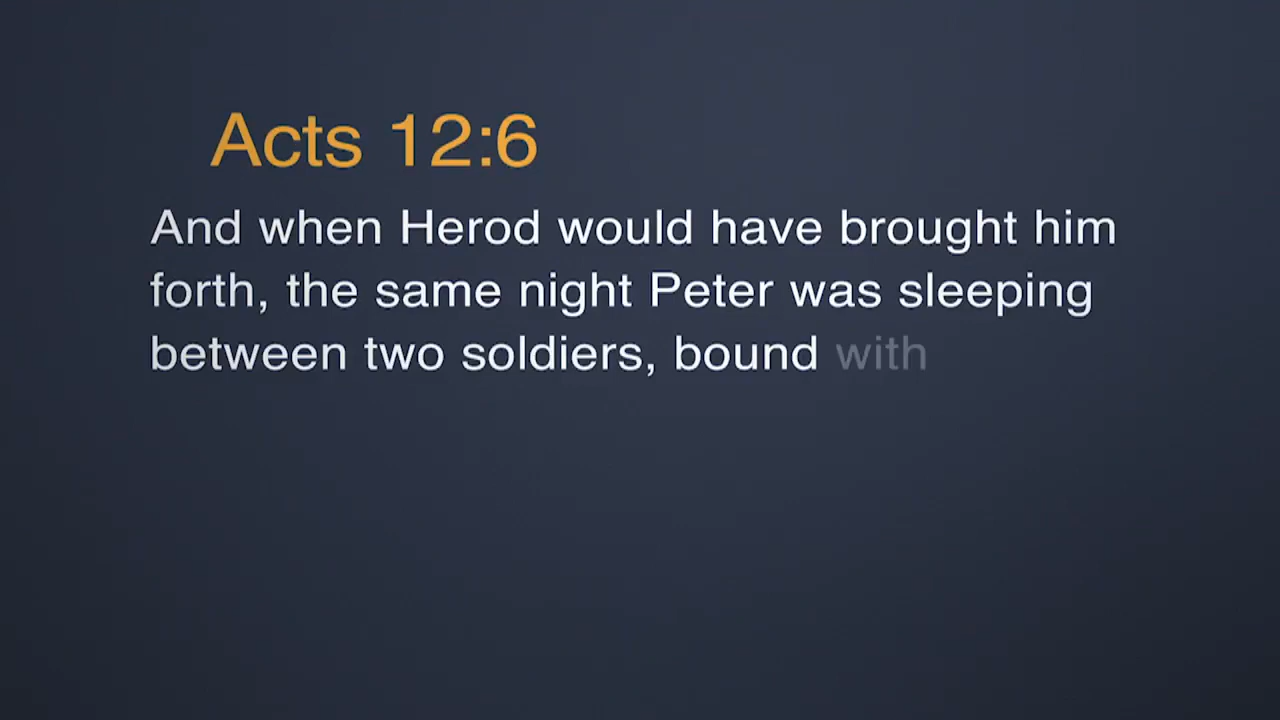 Acts 12:6
And when Herod would have brought him
forth, the same night Peter was sleeping
between two soldiers, bound with